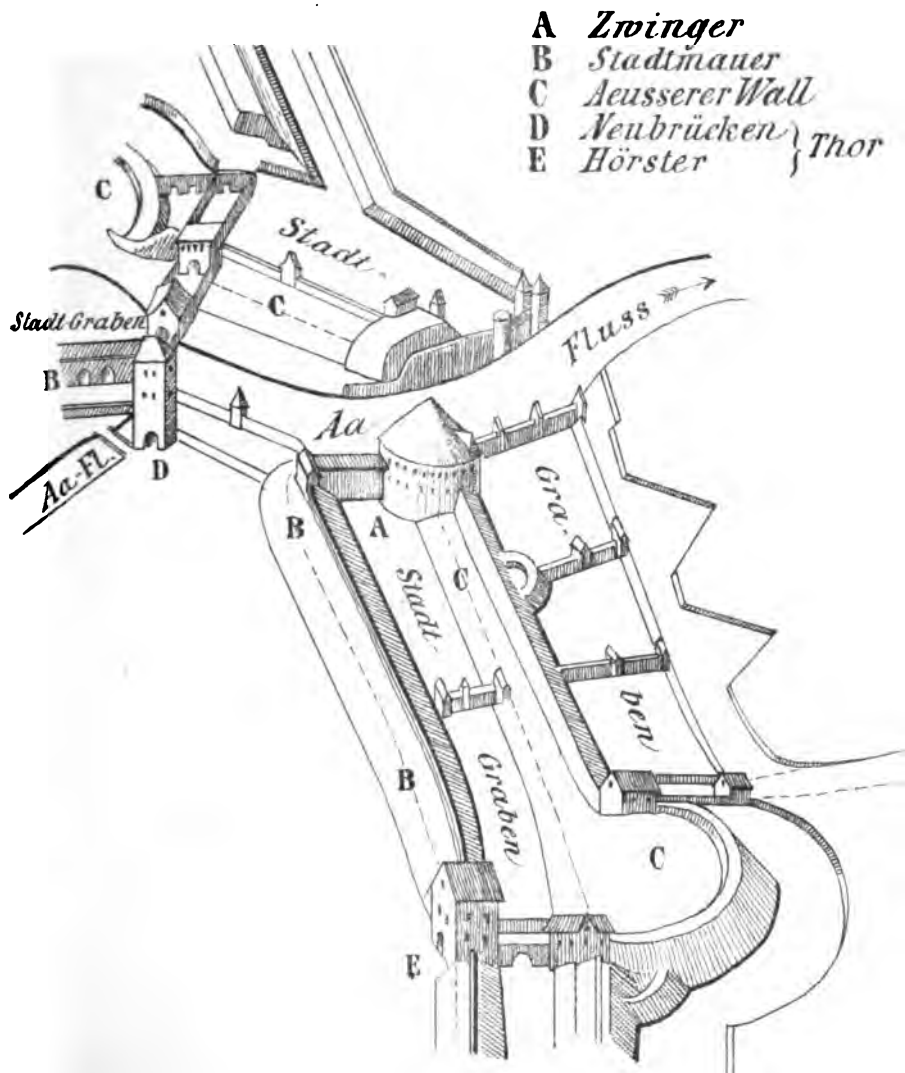 A Zwinger
B Stadtmauer
C Aeusserer Wall
D Neubrücken } Thor
E Hörster
C
Stadt-
C
Fluss
Stadt-Graben
B
Aa
Aa-Fl.
D
B
A
Gra-
C
Stadt-
ben
B
Graben
C
E